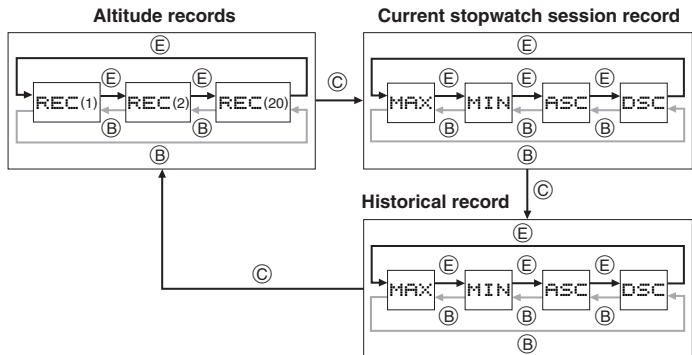 Altitude records
Current stopwatch session record
Ⓔ
Ⓔ
Ⓔ Ⓔ
Ⓒ
Ⓔ Ⓔ Ⓔ
REC(1) REC(2) REC(20)
MAX MIN ASC DSC
Ⓑ Ⓑ
Ⓑ Ⓑ Ⓑ
Ⓑ
Ⓑ
Ⓒ
Historical record
Ⓔ
Ⓒ
Ⓔ Ⓔ Ⓔ
MAX MIN ASC DSC
Ⓑ Ⓑ Ⓑ
Ⓑ